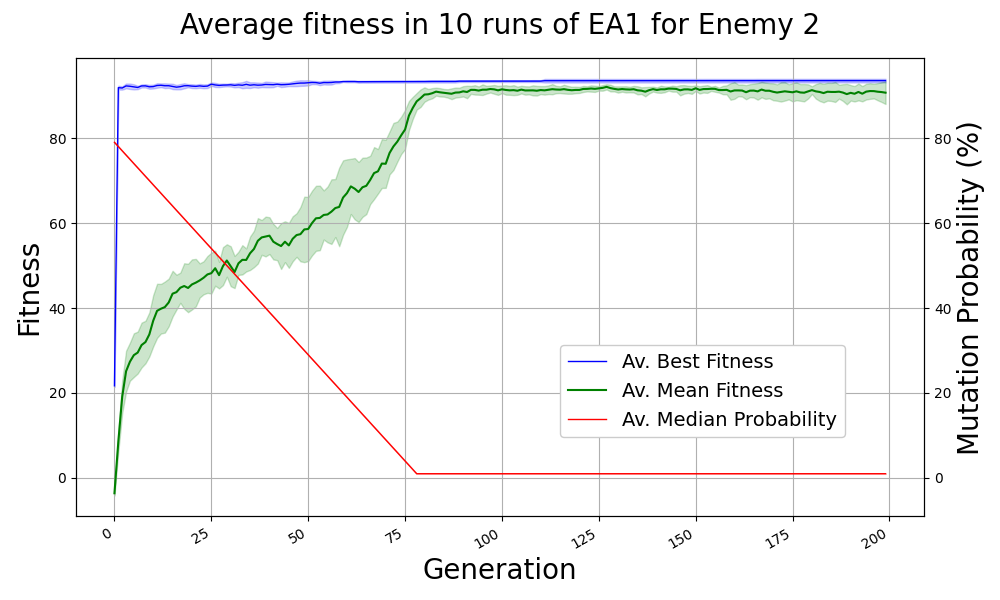 Average fitness in 10 runs of EA1 for Enemy 2
Fitness
80
60
40
20
0
80
60
40
20
0
Mutation Probability (%)
Av. Best Fitness
Av. Mean Fitness
Av. Median Probability
0 25 50 75 100 125 150 175 200
Generation